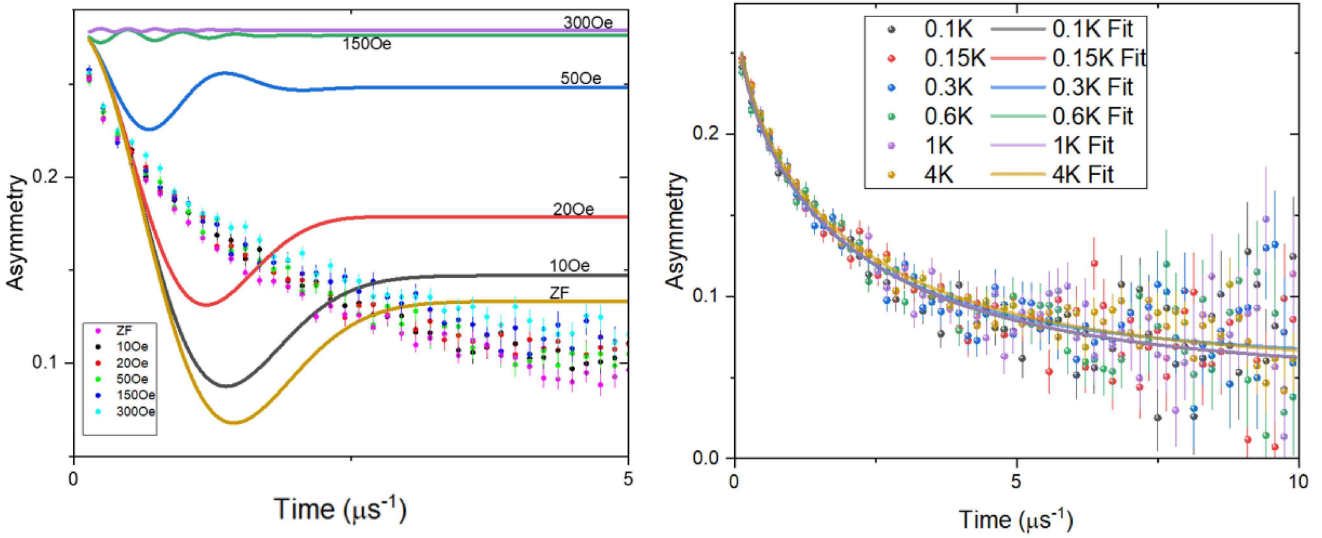 300Oe
150Oe
50Oe
20Oe
10Oe
ZF
Asymmetry
0.2
0.1
ZF
10Oe
20Oe
50Oe
150Oe
300Oe
0
5
Time (μs⁻¹)
0.1K 0.1K Fit
0.15K 0.15K Fit
0.3K 0.3K Fit
0.6K 0.6K Fit
1K 1K Fit
4K 4K Fit
Asymmetry
0.2
0.1
0.0
0 5 10
Time (μs⁻¹)